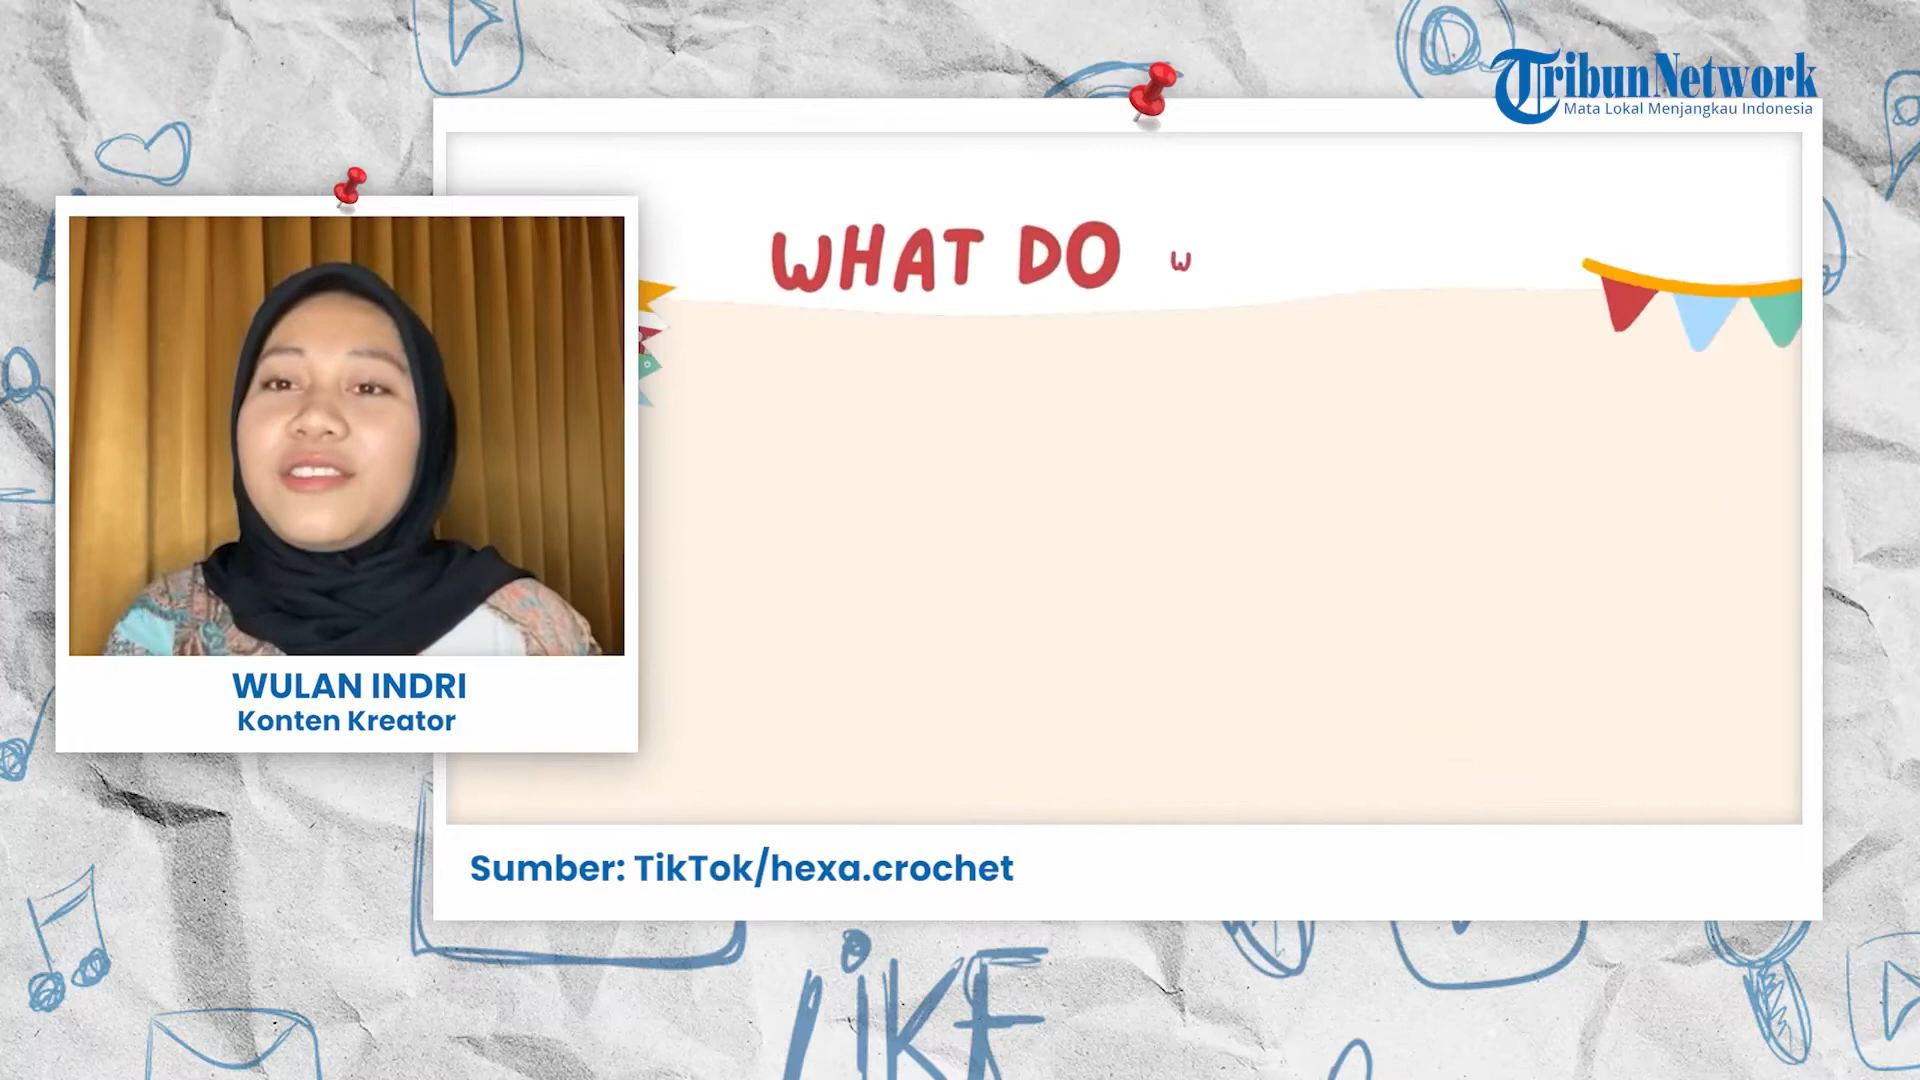 TribunNetwork
Mata Lokal Menjangkau Indonesia
WHAT DO W
WULAN INDRI
Konten Kreator
Sumber: TikTok/hexa.crochet
LIKE